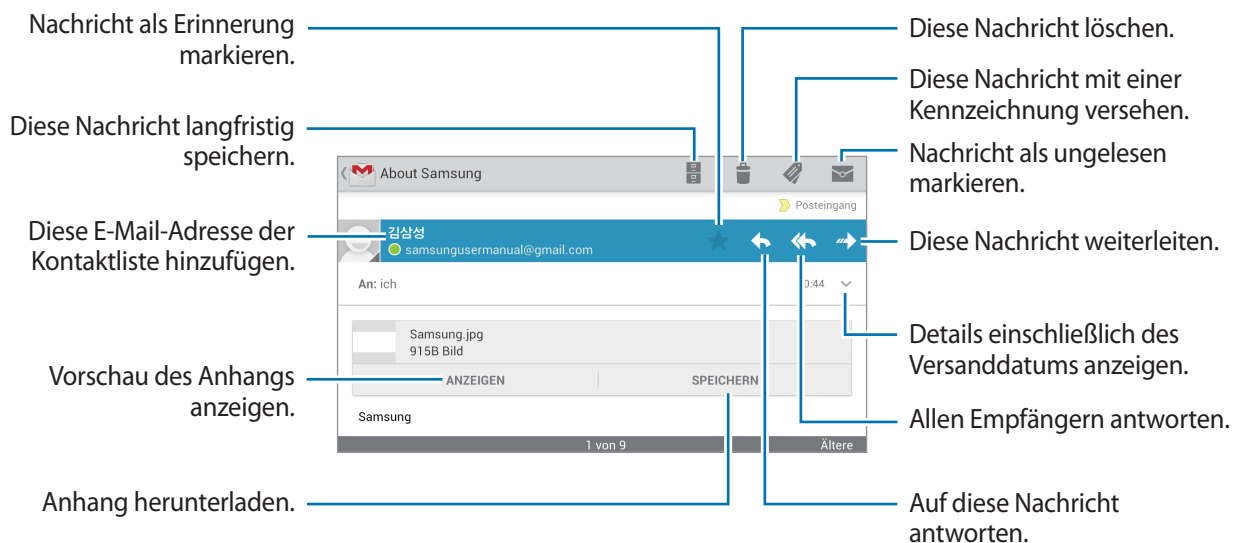 Nachricht als Erinnerung
markieren.
Diese Nachricht langfristig
speichern.
Diese E-Mail-Adresse der
Kontaktliste hinzufügen.
Vorschau des Anhangs
anzeigen.
Anhang herunterladen.
About Samsung
Posteingang
김삼성
samsungusermanual@gmail.com
An: ich
0:44
Samsung.jpg
915B Bild
ANZEIGEN
SPEICHERN
Samsung
1 von 9
Ältere
Diese Nachricht löschen.
Diese Nachricht mit einer
Kennzeichnung versehen.
Nachricht als ungelesen
markieren.
Diese Nachricht weiterleiten.
Details einschließlich des
Versanddatums anzeigen.
Allen Empfängern antworten.
Auf diese Nachricht
antworten.